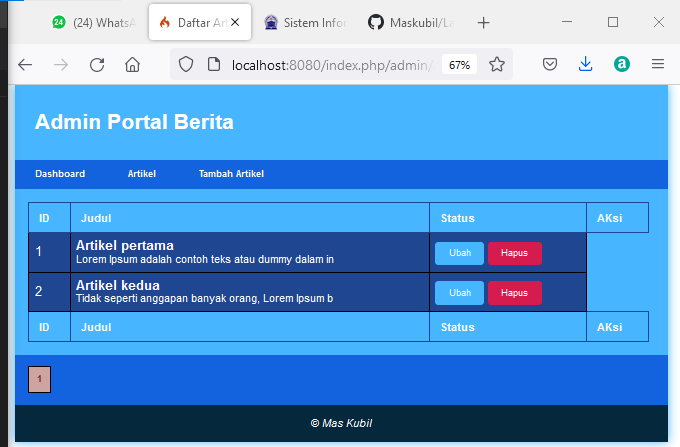 (24) WhatsA
Daftar Art
Sistem Infor
Maskubil/La
localhost:8080/index.php/admin/
67%
Admin Portal Berita
Dashboard Artikel Tambah Artikel
ID Judul Status AKsi
1 Artikel pertama Ubah Hapus
Lorem Ipsum adalah contoh teks atau dummy dalam in
2 Artikel kedua Ubah Hapus
Tidak seperti anggapan banyak orang, Lorem Ipsum b
ID Judul Status AKsi
1
© Mas Kubil